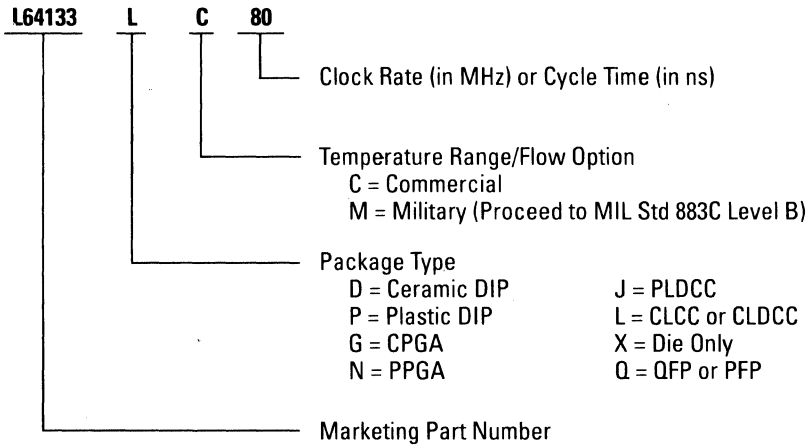 L64133 L C 80
Clock Rate (in MHz) or Cycle Time (in ns)
Temperature Range/Flow Option
C = Commercial
M = Military (Proceed to MIL Std 883C Level B)
Package Type
D = Ceramic DIP J = PLDCC
P = Plastic DIP L = CLCC or CLDCC
G = CPGA X = Die Only
N = PPGA Q = QFP or PFP
Marketing Part Number